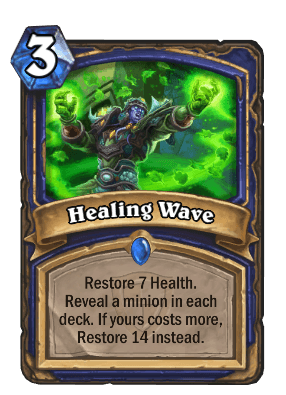 3
Healing Wave
Restore 7 Health.
Reveal a minion in each
deck. If yours costs more,
Restore 14 instead.